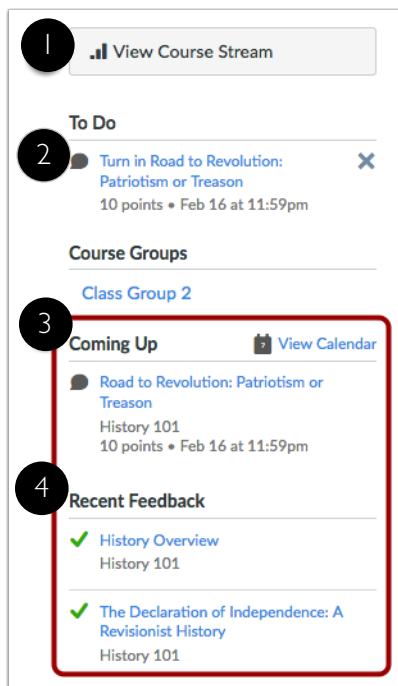 1
View Course Stream
To Do
2
Turn in Road to Revolution:
Patriotism or Treason
10 points • Feb 16 at 11:59pm
Course Groups
Class Group 2
3
Coming Up
7
View Calendar
Road to Revolution: Patriotism or
Treason
History 101
10 points • Feb 16 at 11:59pm
4
Recent Feedback
History Overview
History 101
The Declaration of Independence: A
Revisionist History
History 101